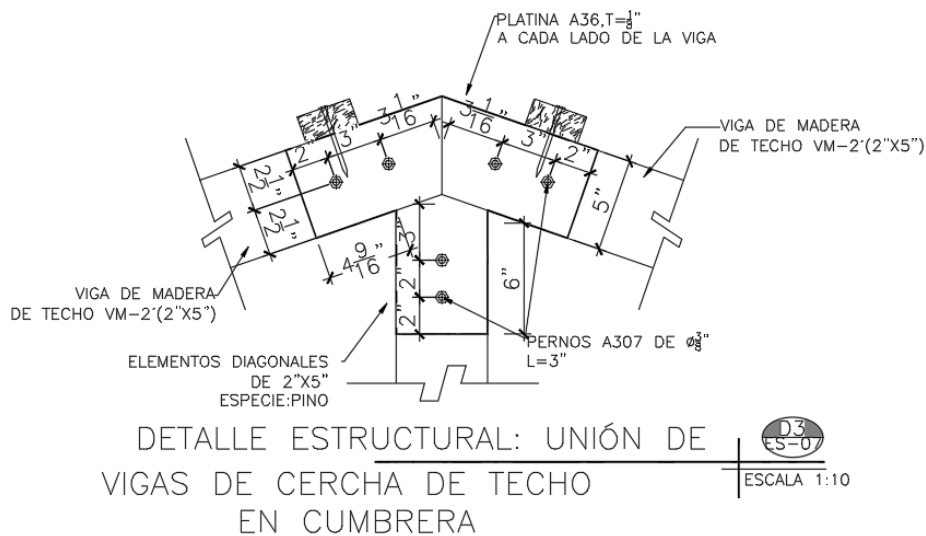 PLATINA A36,T=1/8"
A CADA LADO DE LA VIGA
3 1/16"
3 1/16"
3"
3"
2"
2"
VIGA DE MADERA
DE TECHO VM-2'(2"X5")
2 1/2"
2 1/2"
5"
4 9/16"
3"
2"
2"
6"
VIGA DE MADERA
DE TECHO VM-2'(2"X5")
PERNOS A307 DE Ø3/8"
L=3"
ELEMENTOS DIAGONALES
DE 2"X5"
ESPECIE:PINO
DETALLE ESTRUCTURAL: UNIÓN DE
VIGAS DE CERCHA DE TECHO
EN CUMBRERA
D3
ES-07
ESCALA 1:10